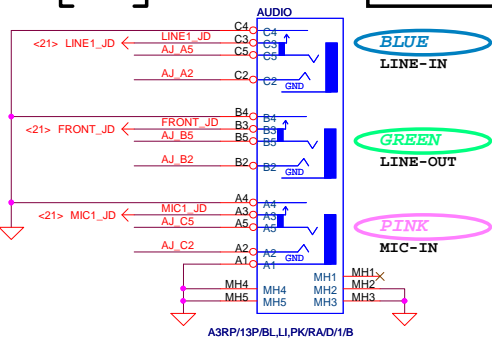 AUDIO
C4 C4
<21> LINE1_JD LINE1_JD C3 C3
AJ_A5 C5 C5
AJ_A2 C2 C2
GND
BLUE
LINE-IN
B4 B4
<21> FRONT_JD FRONT_JD B3 B3
AJ_B5 B5 B5
AJ_B2 B2 B2
GND
GREEN
LINE-OUT
A4 A4
<21> MIC1_JD MIC1_JD A3 A3
AJ_C5 A5 A5
AJ_C2 A2 A2
A1 A1
GND
PINK
MIC-IN
MH1 MH1
MH4 MH4 MH2 MH2
MH5 MH5 MH3 MH3
A3RP/13P/BL,LI,PK/RA/D/1/B